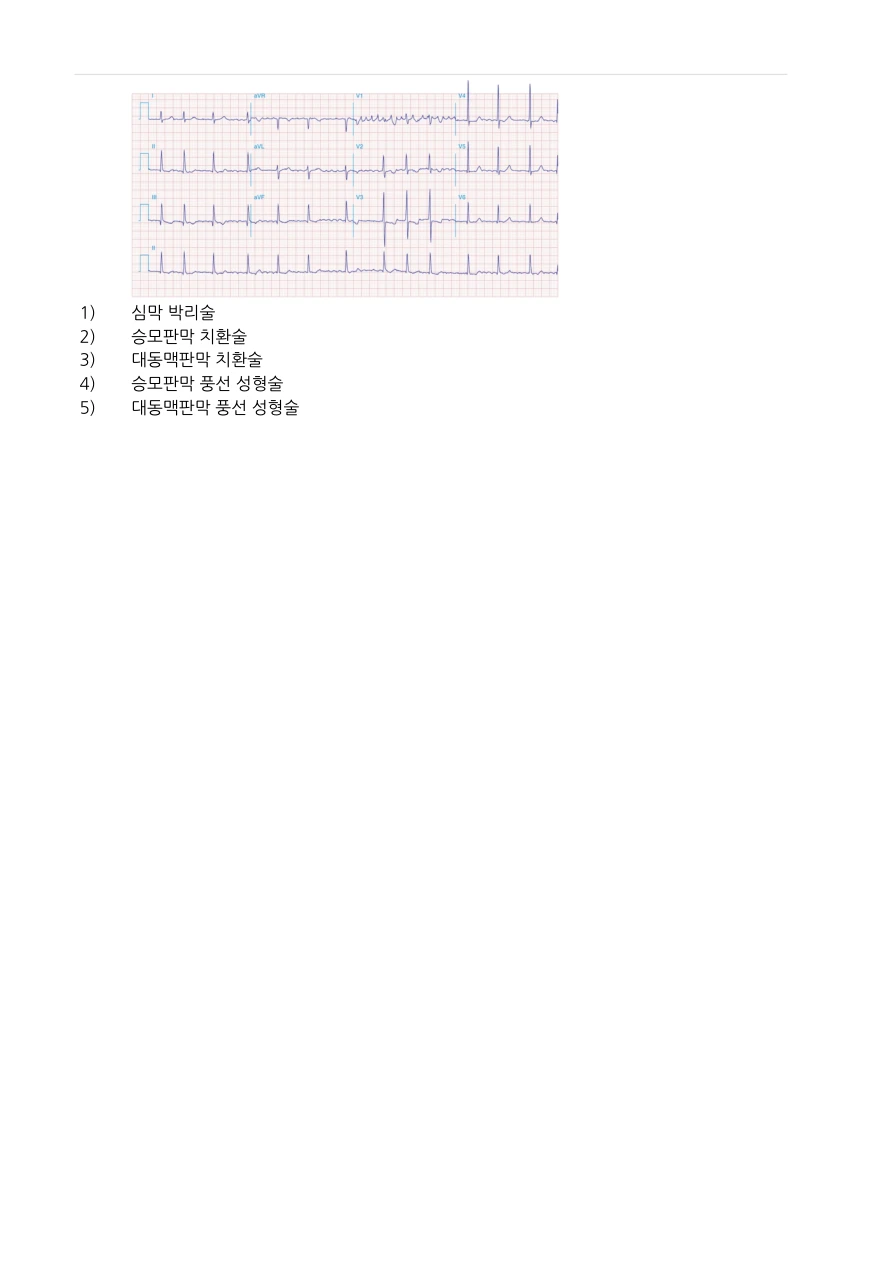 I aVR V1 V4
II aVL V2 V5
III aVF V3 V6
II
1) 심막 박리술
2) 승모판막 치환술
3) 대동맥판막 치환술
4) 승모판막 풍선 성형술
5) 대동맥판막 풍선 성형술